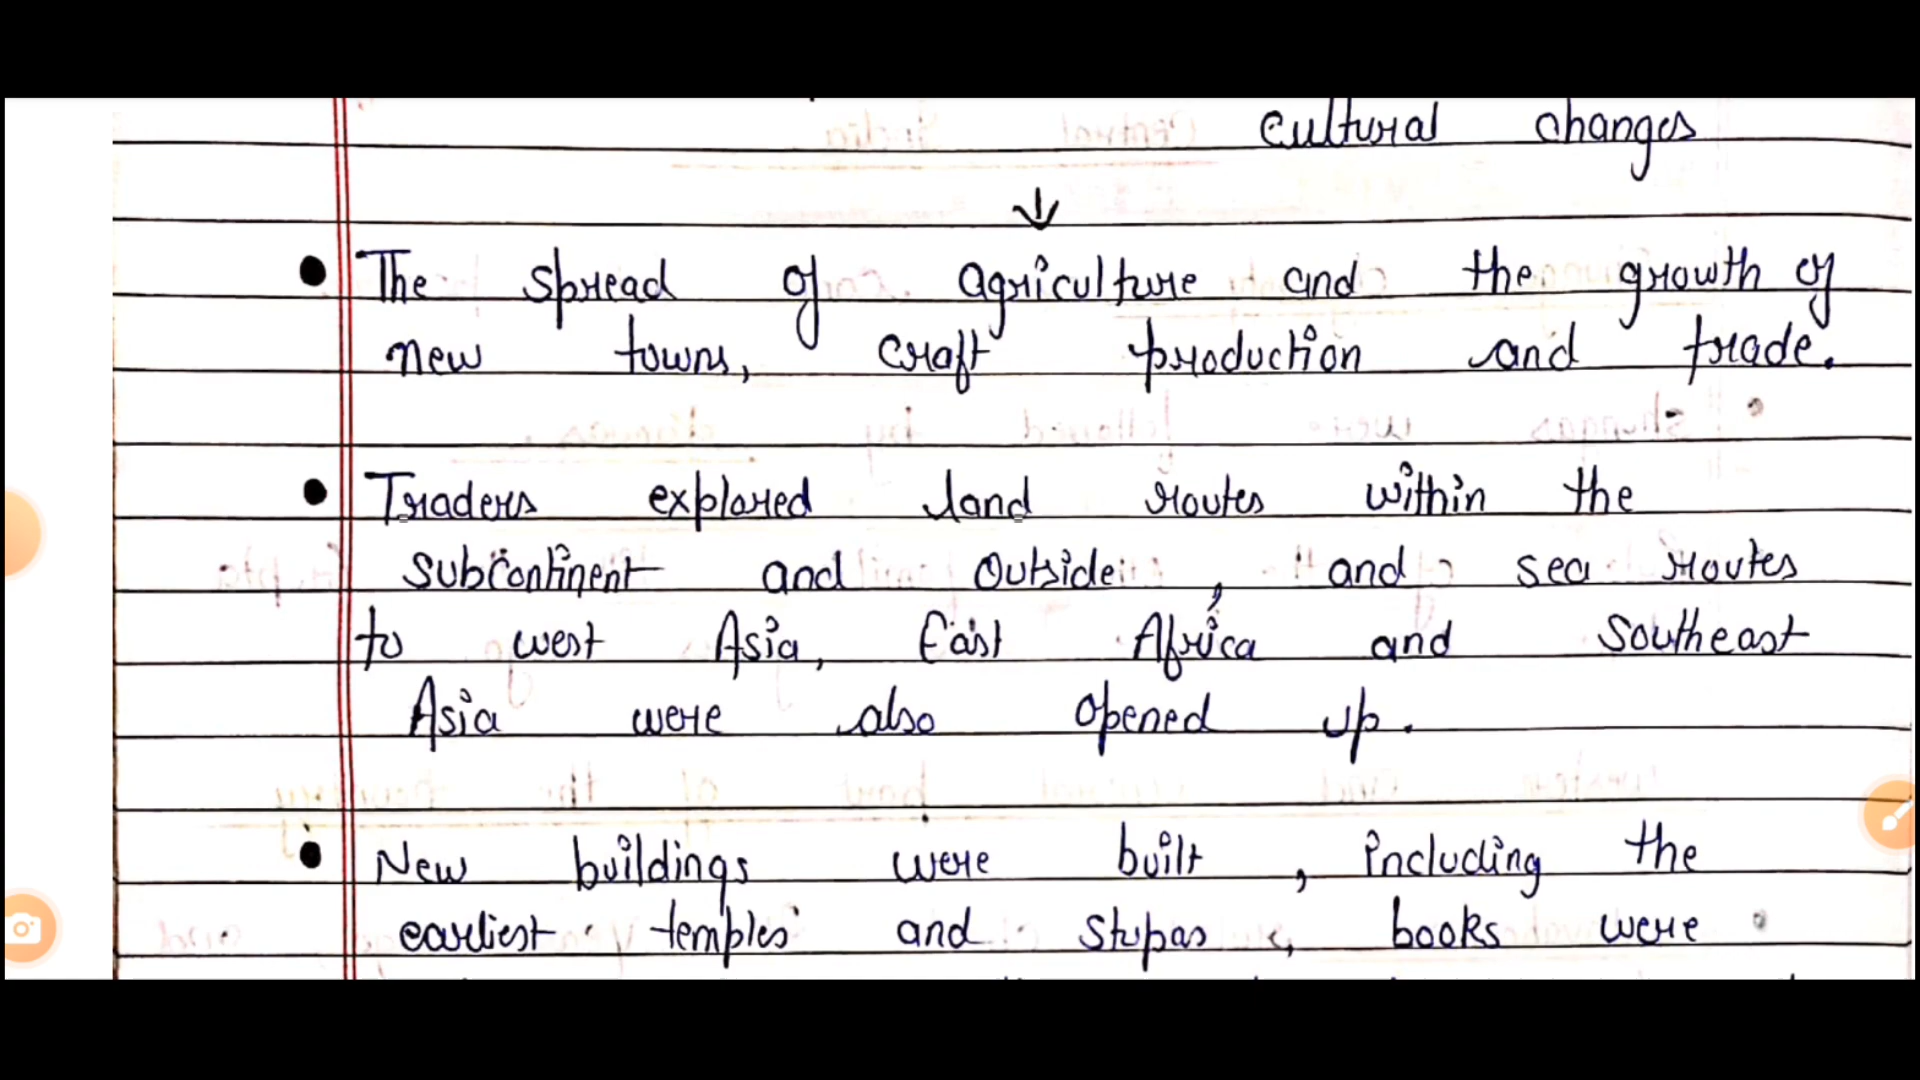 cultural changes
↓
• The spread of agriculture and the growth of
new towns, craft production and trade.
• Traders explored land routes within the
subcontinent and outside, and sea routes
to west Asia, East Africa and Southeast
Asia were also opened up.
• New buildings were built, including the
earliest temples and stupas, books were